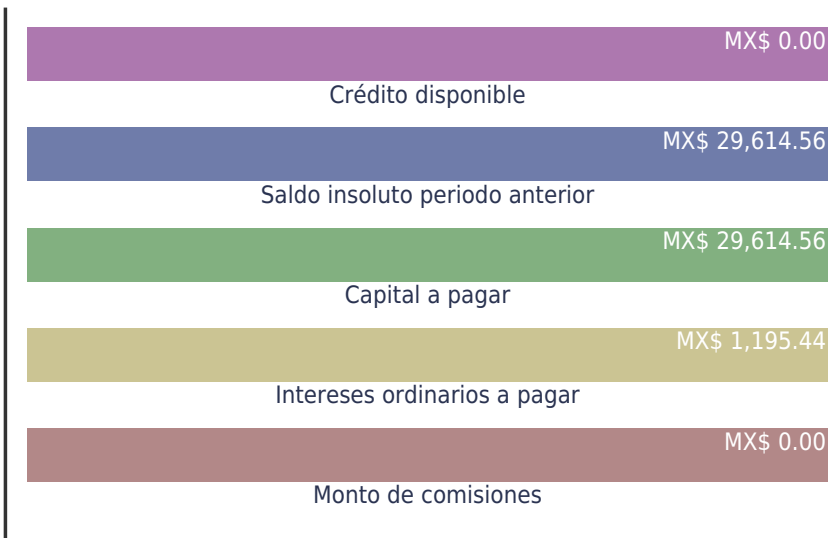 MX$ 0.00
Crédito disponible
MX$ 29,614.56
Saldo insoluto periodo anterior
MX$ 29,614.56
Capital a pagar
MX$ 1,195.44
Intereses ordinarios a pagar
MX$ 0.00
Monto de comisiones